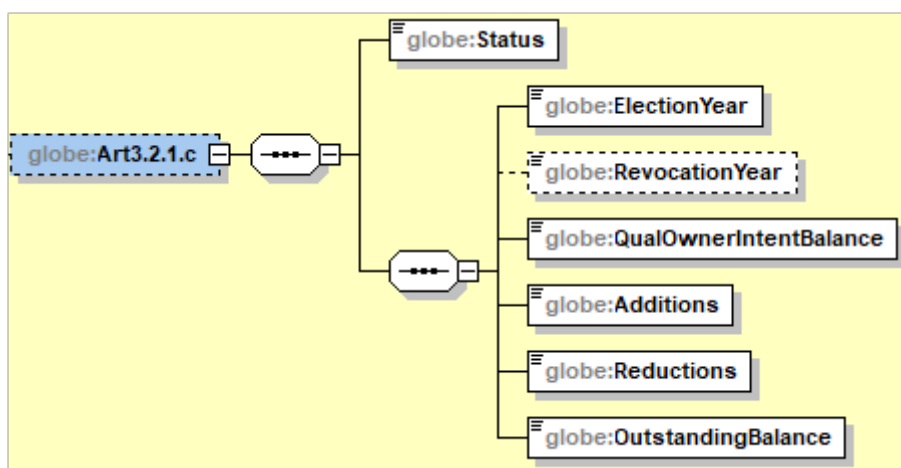 globe:Art3.2.1.c
globe:Status
globe:ElectionYear
globe:RevocationYear
globe:QualOwnerIntentBalance
globe:Additions
globe:Reductions
globe:OutstandingBalance